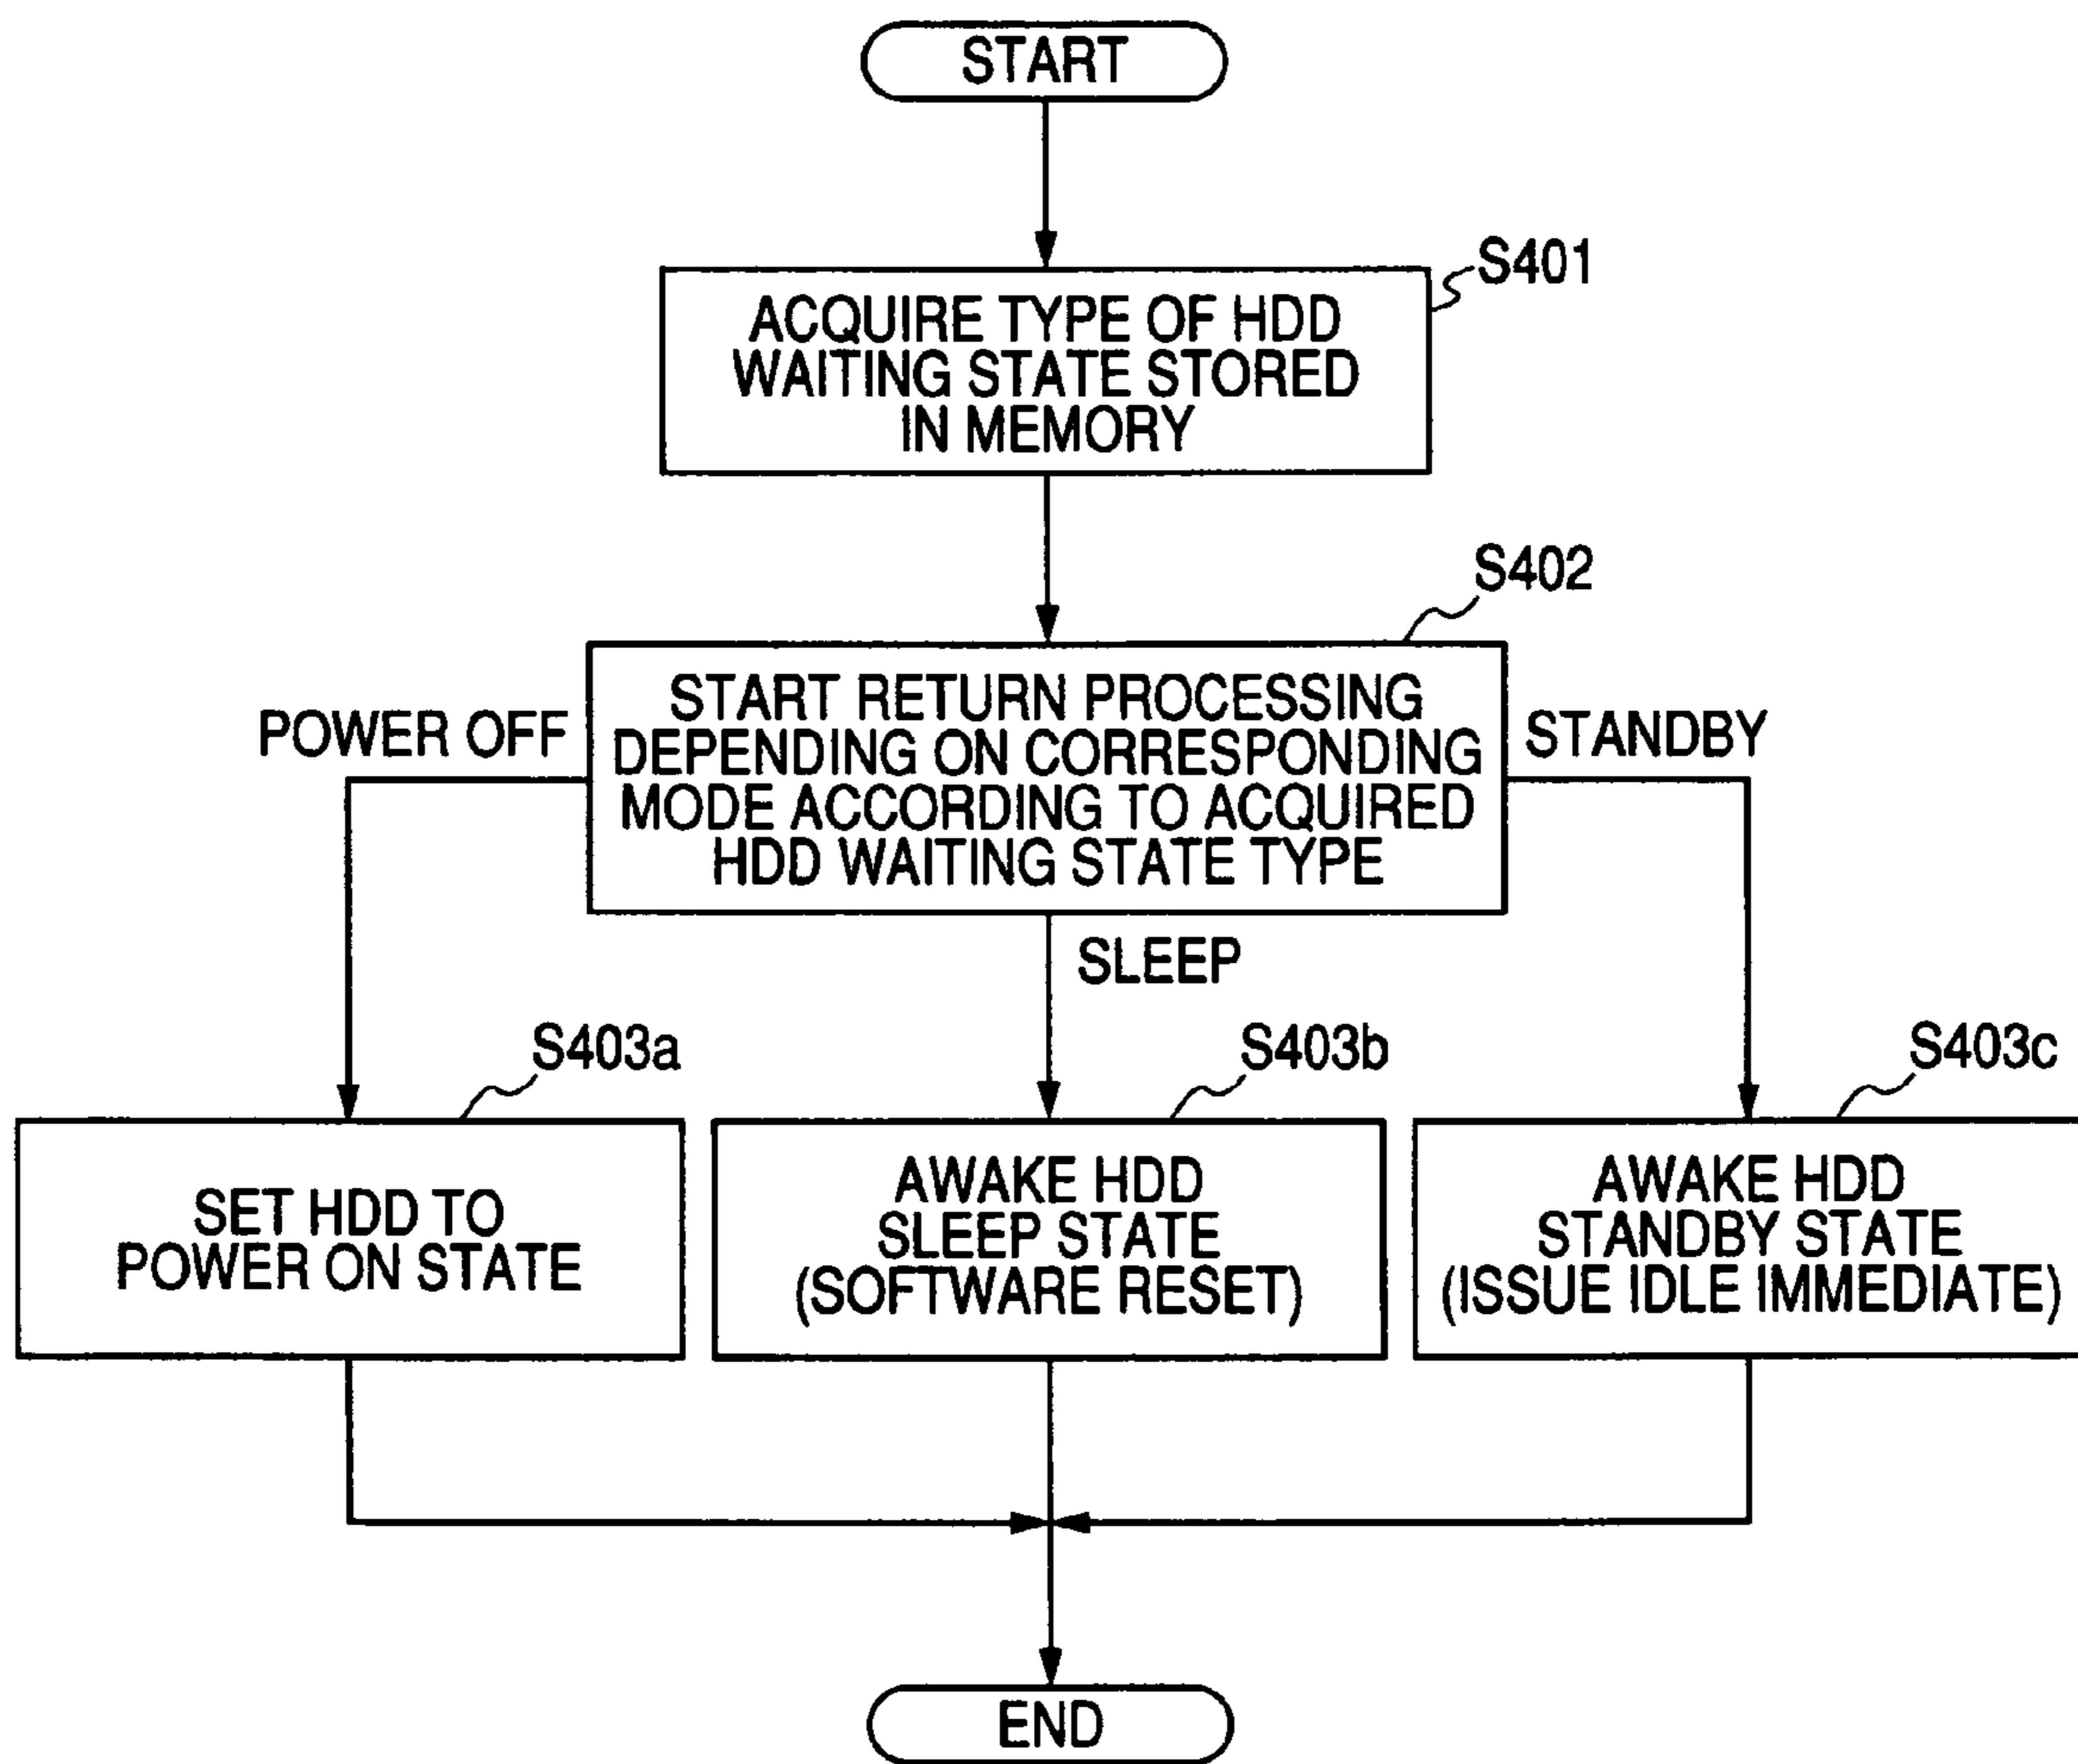 START
S401
ACQUIRE TYPE OF HDD
WAITING STATE STORED
IN MEMORY
S402
START RETURN PROCESSING
DEPENDING ON CORRESPONDING
MODE ACCORDING TO ACQUIRED
HDD WAITING STATE TYPE
POWER OFF
STANDBY
SLEEP
S403a
SET HDD TO
POWER ON STATE
S403b
AWAKE HDD
SLEEP STATE
(SOFTWARE RESET)
S403c
AWAKE HDD
STANDBY STATE
(ISSUE IDLE IMMEDIATE)
END